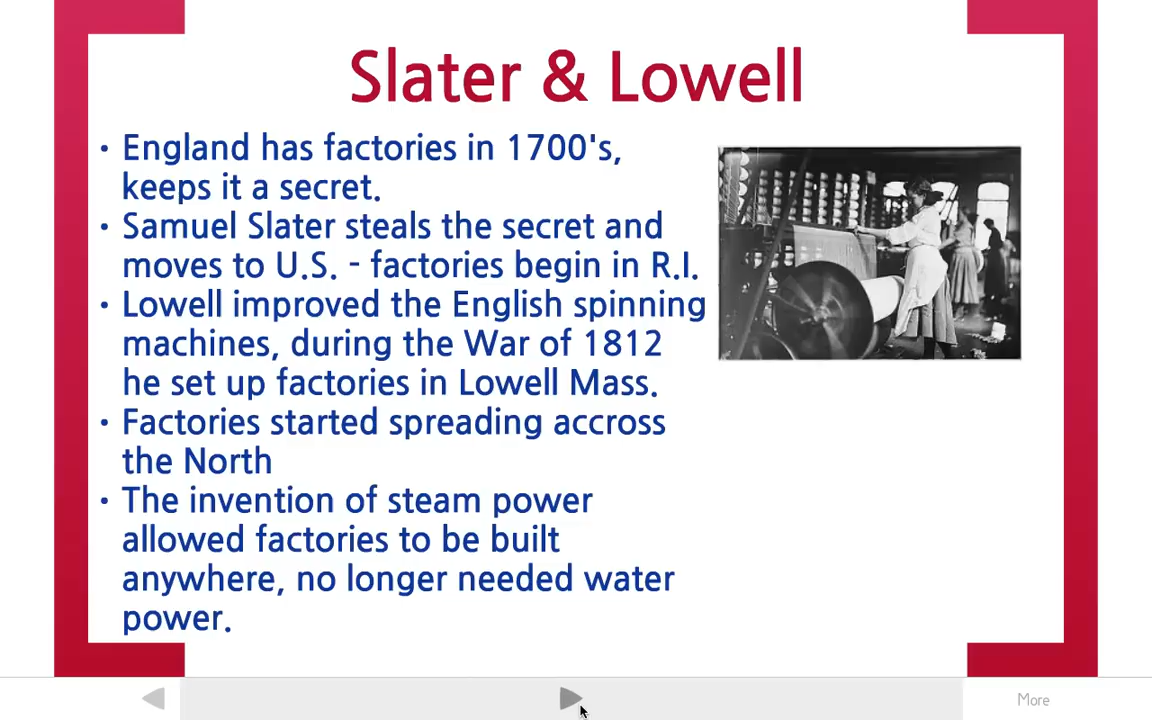 Slater & Lowell
• England has factories in 1700's,
keeps it a secret.
• Samuel Slater steals the secret and
moves to U.S. - factories begin in R.I.
• Lowell improved the English spinning
machines, during the War of 1812
he set up factories in Lowell Mass.
• Factories started spreading accross
the North
• The invention of steam power
allowed factories to be built
anywhere, no longer needed water
power.
More